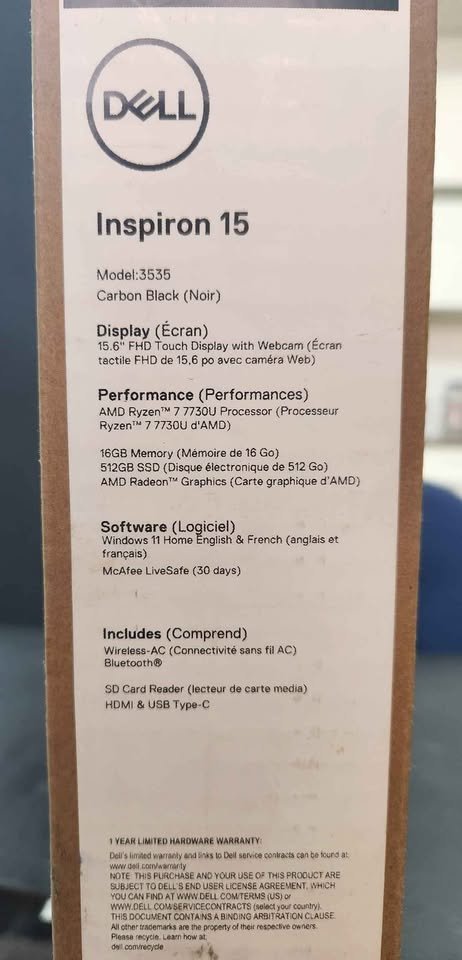 DELL
Inspiron 15
Model:3535
Carbon Black (Noir)
Display (Écran)
15.6" FHD Touch Display with Webcam (Écran
tactile FHD de 15,6 po avec caméra Web)
Performance (Performances)
AMD Ryzen™ 7 7730U Processor (Processeur
Ryzen™ 7 7730U d'AMD)
16GB Memory (Mémoire de 16 Go)
512GB SSD (Disque électronique de 512 Go)
AMD Radeon™ Graphics (Carte graphique d'AMD)
Software (Logiciel)
Windows 11 Home English & French (anglais et
français)
McAfee LiveSafe (30 days)
Includes (Comprend)
Wireless-AC (Connectivité sans fil AC)
Bluetooth®
SD Card Reader (lecteur de carte media)
HDMI & USB Type-C
1 YEAR LIMITED HARDWARE WARRANTY:
Dell's limited warranty and links to Dell service contracts can be found at:
www.dell.com/warranty
NOTE: THIS PURCHASE AND YOUR USE OF THIS PRODUCT ARE
SUBJECT TO DELL'S END USER LICENSE AGREEMENT, WHICH
YOU CAN FIND AT WWW.DELL.COM/TERMS (US) or
WWW.DELL.COM/SERVICECONTRACTS (select your country).
THIS DOCUMENT CONTAINS A BINDING ARBITRATION CLAUSE.
All other trademarks are the property of their respective owners.
Please recycle. Learn how at:
dell.com/recycle